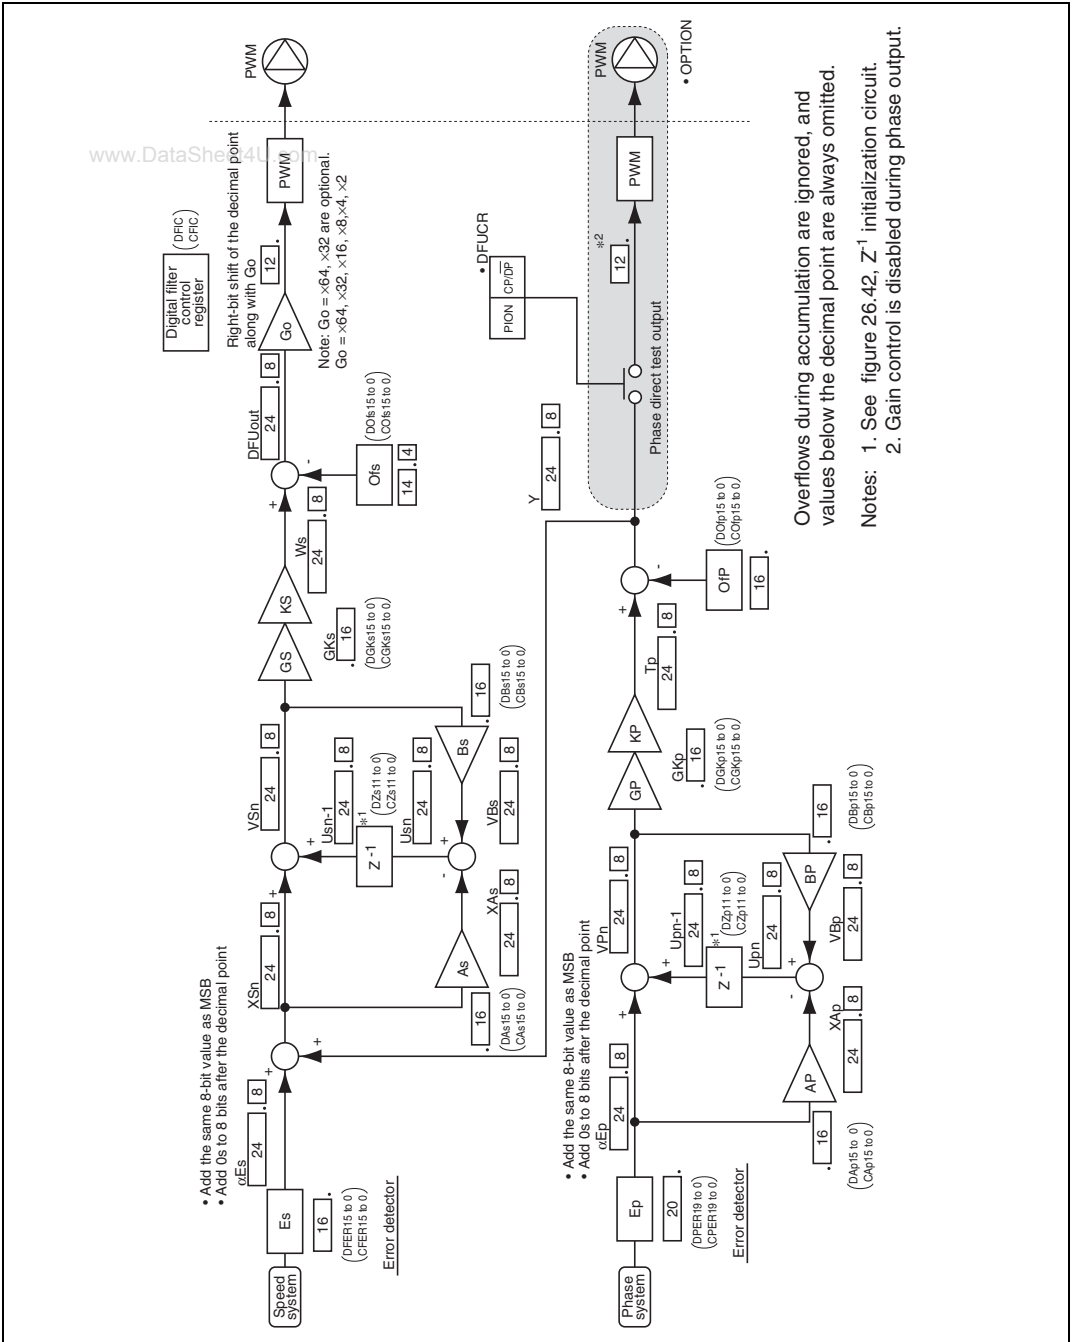 www.DataSheet4U.com
Speed
system
Es
16 .
(DFER15 to 0)
(CFER15 to 0)
Error detector
• Add the same 8-bit value as MSB
• Add 0s to 8 bits after the decimal point
αEs
24 . 8
+
+
XSn
24 . 8
+
+
VSn
24 . 8
Usn-1
24 . 8
Z -1
*1
(DZs11 to 0)
(CZs11 to 0)
Usn
24 . 8
As
. 16
(DAs15 to 0)
(CAs15 to 0)
XAs
24 . 8
-
+
VBs
24 . 8
Bs
. 16
(DBs15 to 0)
(CBs15 to 0)
GS
KS
GKs
. 16
(DGKs15 to 0)
(CGKs15 to 0)
Ws
24 . 8
+
-
Ofs
14 . 4
(DOfs15 to 0)
(COfs15 to 0)
DFUout
24 . 8
Go
Right-bit shift of the decimal point
along with Go
12 .
Note: Go = ×64, ×32 are optional.
Go = ×64, ×32, ×16, ×8,×4, ×2
Digital filter
control
register
(DFIC)
(CFIC)
PWM
PWM
Phase
system
Ep
20 .
(DPER19 to 0)
(CPER19 to 0)
Error detector
• Add the same 8-bit value as MSB
• Add 0s to 8 bits after the decimal point
αEp
24 . 8
+
+
VPn
24 . 8
Upn-1
24 . 8
Z -1
*1
(DZp11 to 0)
(CZp11 to 0)
Upn
24 . 8
AP
. 16
(DAp15 to 0)
(CAp15 to 0)
XAp
24 . 8
-
+
VBp
24 . 8
BP
. 16
(DBp15 to 0)
(CBp15 to 0)
GP
KP
GKp
. 16
(DGKp15 to 0)
(CGKp15 to 0)
Tp
24 . 8
+
-
OfP
16 .
(DOfp15 to 0)
(COfp15 to 0)
Y
24 . 8
• DFUCR
PION CP/DP
Phase direct test output
12 .
*2
PWM
PWM
• OPTION
Overflows during accumulation are ignored, and
values below the decimal point are always omitted.
Notes: 1. See figure 26.42, Z-1 initialization circuit.
2. Gain control is disabled during phase output.